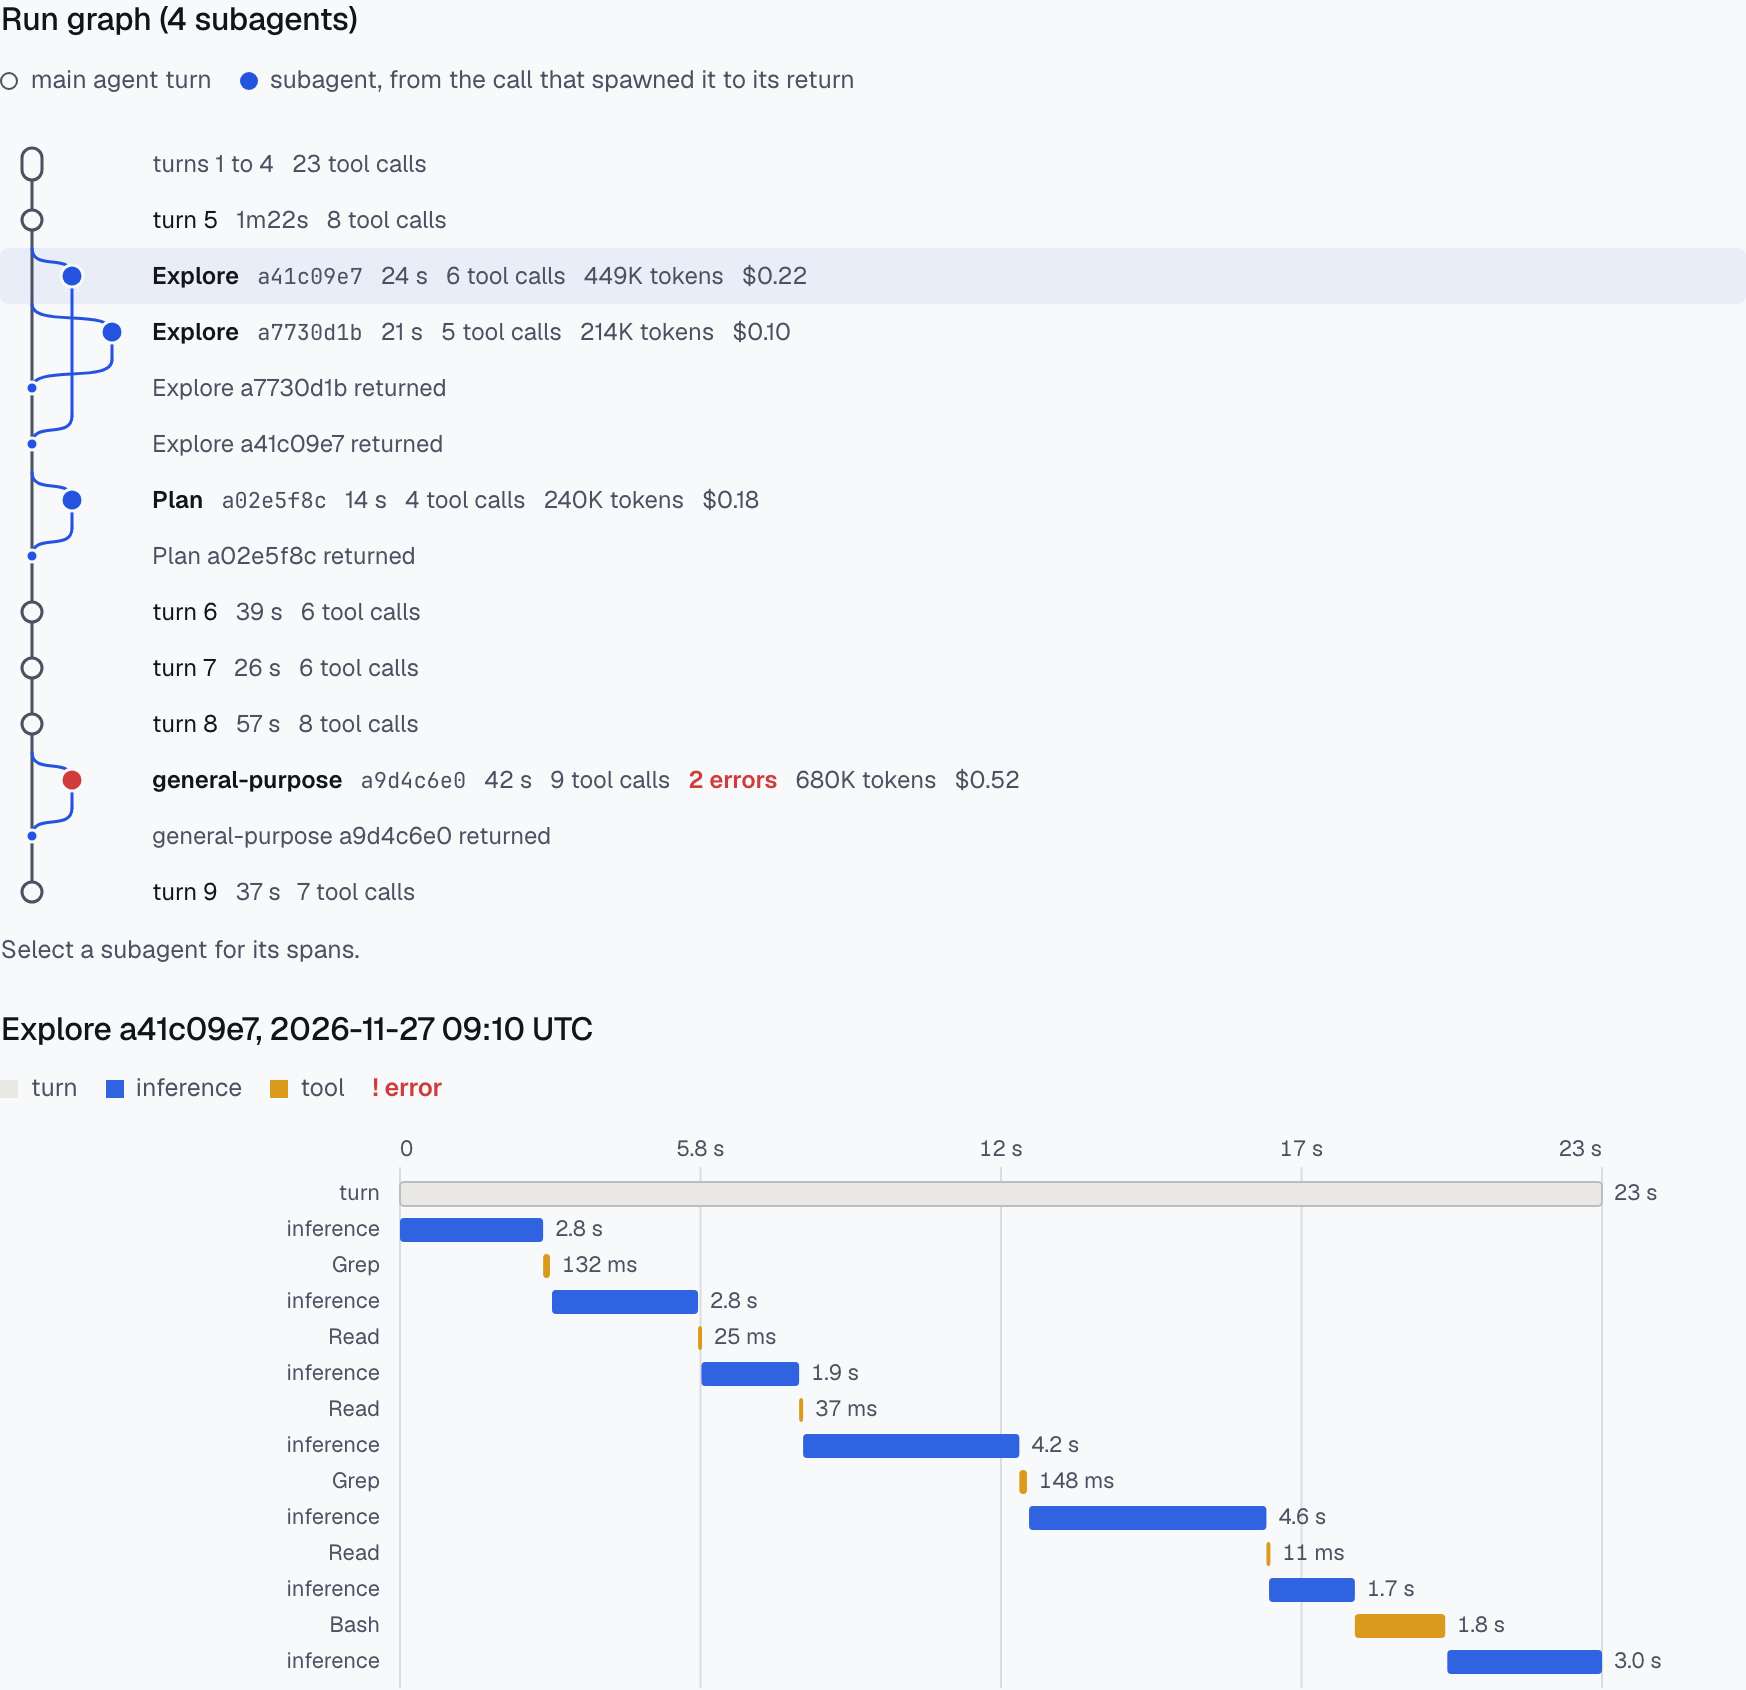 Run graph (4 subagents)
main agent turn subagent, from the call that spawned it to its return
turns 1 to 4 23 tool calls
turn 5 1m22s 8 tool calls
Explore a41c09e7 24 s 6 tool calls 449K tokens $0.22
Explore a7730d1b 21 s 5 tool calls 214K tokens $0.10
Explore a7730d1b returned
Explore a41c09e7 returned
Plan a02e5f8c 14 s 4 tool calls 240K tokens $0.18
Plan a02e5f8c returned
turn 6 39 s 6 tool calls
turn 7 26 s 6 tool calls
turn 8 57 s 8 tool calls
general-purpose a9d4c6e0 42 s 9 tool calls 2 errors 680K tokens $0.52
general-purpose a9d4c6e0 returned
turn 9 37 s 7 tool calls
Select a subagent for its spans.
Explore a41c09e7, 2026-11-27 09:10 UTC
turn inference tool ! error
0 5.8 s 12 s 17 s 23 s
turn 23 s
inference 2.8 s
Grep 132 ms
inference 2.8 s
Read 25 ms
inference 1.9 s
Read 37 ms
inference 4.2 s
Grep 148 ms
inference 4.6 s
Read 11 ms
inference 1.7 s
Bash 1.8 s
inference 3.0 s